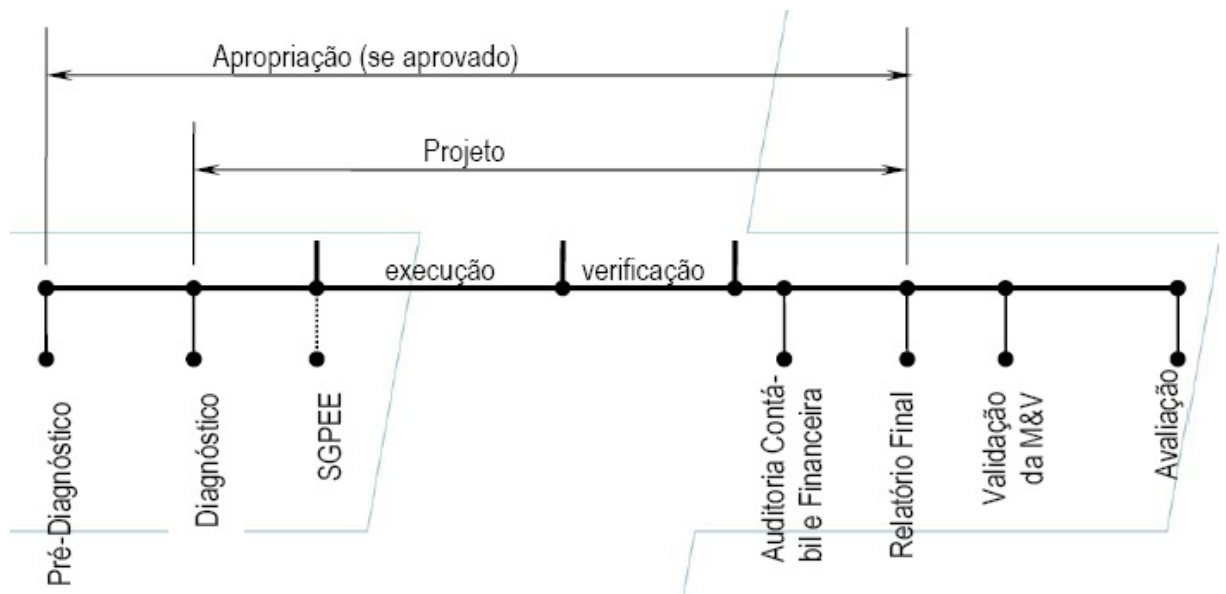 Apropriação (se aprovado)
Projeto
execução
verificação
Pré-Diagnóstico
Diagnóstico
SGPEE
Auditoria Contá-
bil e Financeira
Relatório Final
Validação
da M&V
Avaliação